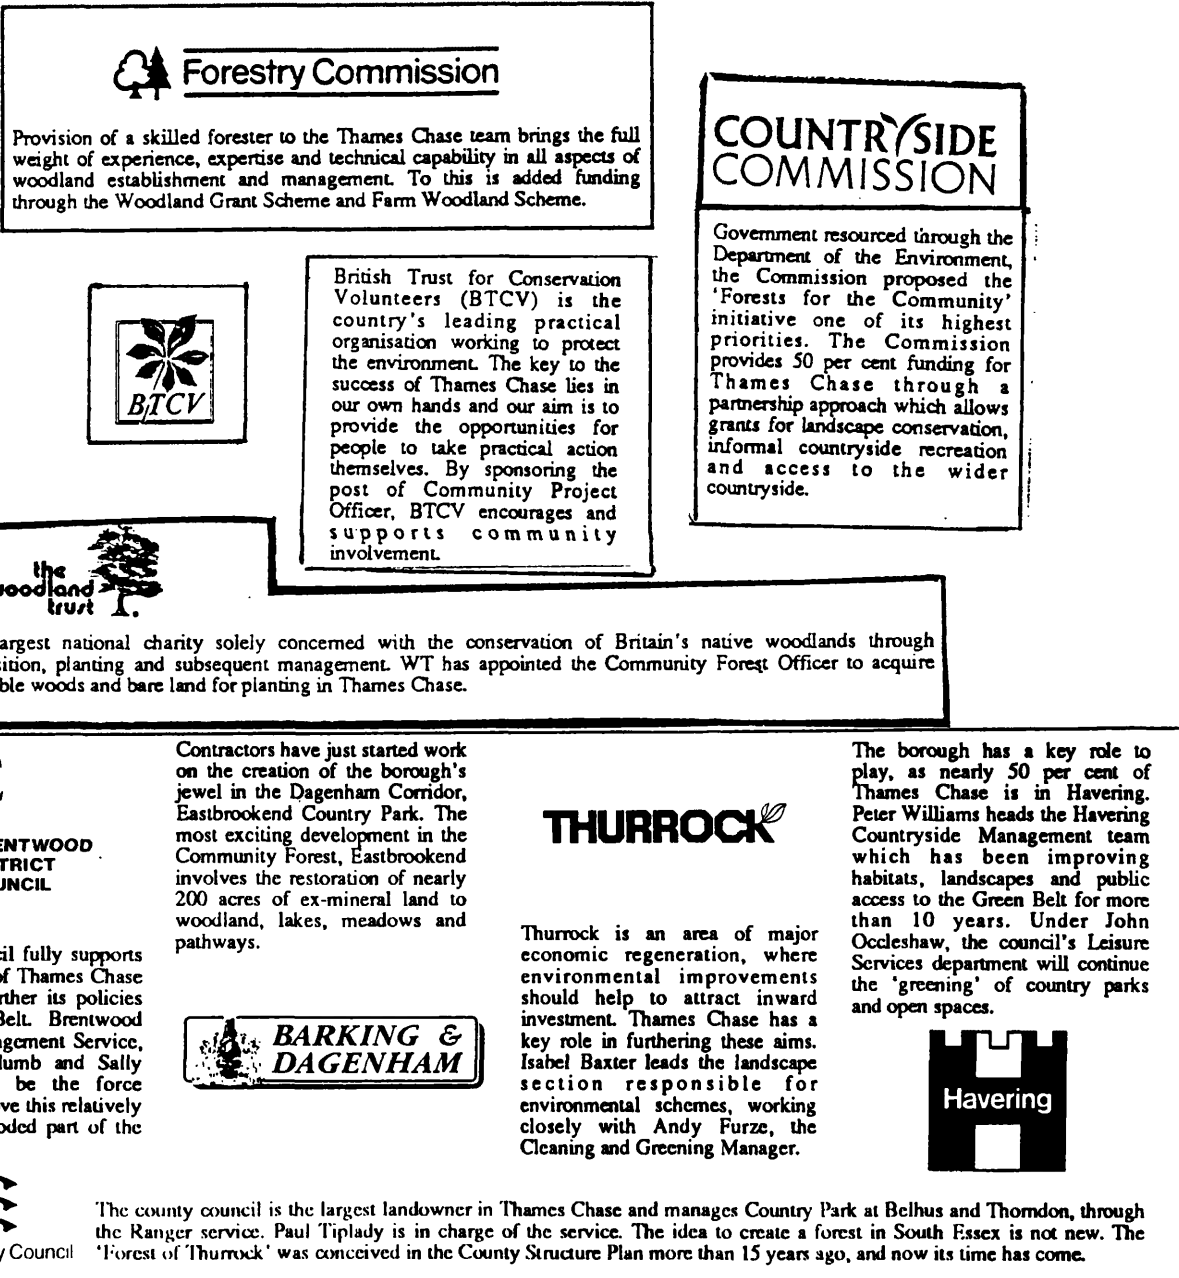 Forestry Commission
Provision of a skilled forester to the Thames Chase team brings the full
weight of experience, expertise and technical capability in all aspects of
woodland establishment and management. To this is added funding
through the Woodland Grant Scheme and Farm Woodland Scheme.
COUNTRYSIDE
COMMISSION
Government resourced through the
Department of the Environment,
the Commission proposed the
'Forests for the Community'
initiative one of its highest
priorities. The Commission
provides 50 per cent funding for
Thames Chase through a
partnership approach which allows
grants for landscape conservation,
informal countryside recreation
and access to the wider
countryside.
BTCV
British Trust for Conservation
Volunteers (BTCV) is the
country's leading practical
organisation working to protect
the environment. The key to the
success of Thames Chase lies in
our own hands and our aim is to
provide the opportunities for
people to take practical action
themselves. By sponsoring the
post of Community Project
Officer, BTCV encourages and
supports community
involvement.
the
oodland
trust
argest national charity solely concerned with the conservation of Britain's native woodlands through
ition, planting and subsequent management. WT has appointed the Community Forest Officer to acquire
ble woods and bare land for planting in Thames Chase.
ENTWOOD
TRICT
UNCIL
cil fully supports
of Thames Chase
rther its policies
Belt. Brentwood
agement Service,
lumb and Sally
be the force
ve this relatively
oded part of the
Contractors have just started work
on the creation of the borough's
jewel in the Dagenham Corridor,
Eastbrookend Country Park. The
most exciting development in the
Community Forest, Eastbrookend
involves the restoration of nearly
200 acres of ex-mineral land to
woodland, lakes, meadows and
pathways.
BARKING &
DAGENHAM
THURROCK
Thurrock is an area of major
economic regeneration, where
environmental improvements
should help to attract inward
investment. Thames Chase has a
key role in furthering these aims.
Isabel Baxter leads the landscape
section responsible for
environmental schemes, working
closely with Andy Furze, the
Cleaning and Greening Manager.
The borough has a key role to
play, as nearly 50 per cent of
Thames Chase is in Havering.
Peter Williams heads the Havering
Countryside Management team
which has been improving
habitats, landscapes and public
access to the Green Belt for more
than 10 years. Under John
Occleshaw, the council's Leisure
Services department will continue
the 'greening' of country parks
and open spaces.
Havering
y Council
The county council is the largest landowner in Thames Chase and manages Country Park at Belhus and Thorndon, through
the Ranger service. Paul Tiplady is in charge of the service. The idea to create a forest in South Essex is not new. The
'Forest of Thurrock' was conceived in the County Structure Plan more than 15 years ago, and now its time has come.